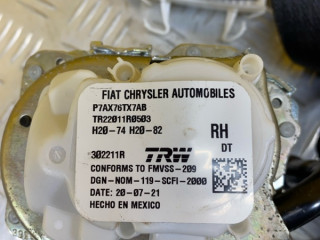 FIAT CHRYSLER AUTOMOBILES
P7AX76TX7AB
TR22011R0503
H20-74 H20-82
RH
302211R
TRW
DT
CONFORMS TO FMVSS-209
DGN-NOM-119-SCFI-2000
DATE: 20-07-21
HECHO EN MEXICO